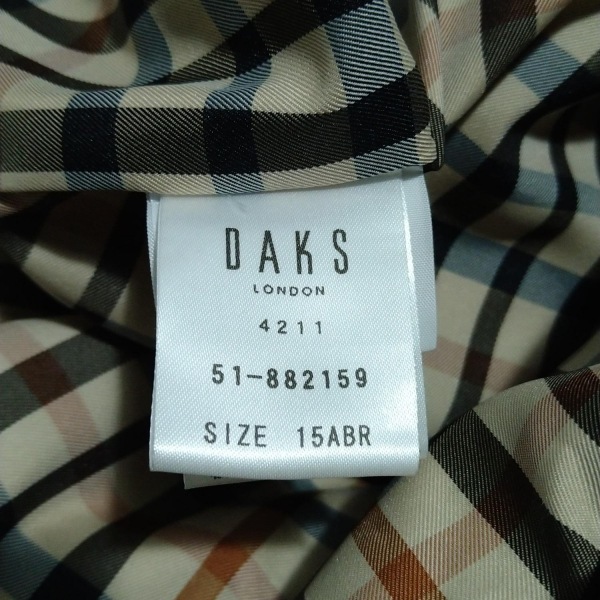 DAKS
LONDON
4211
51-882159
SIZE 15ABR